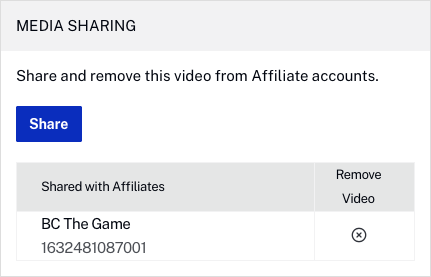 MEDIA SHARING
Share and remove this video from Affiliate accounts.
Share
Shared with Affiliates
Remove
Video
BC The Game
1632481087001